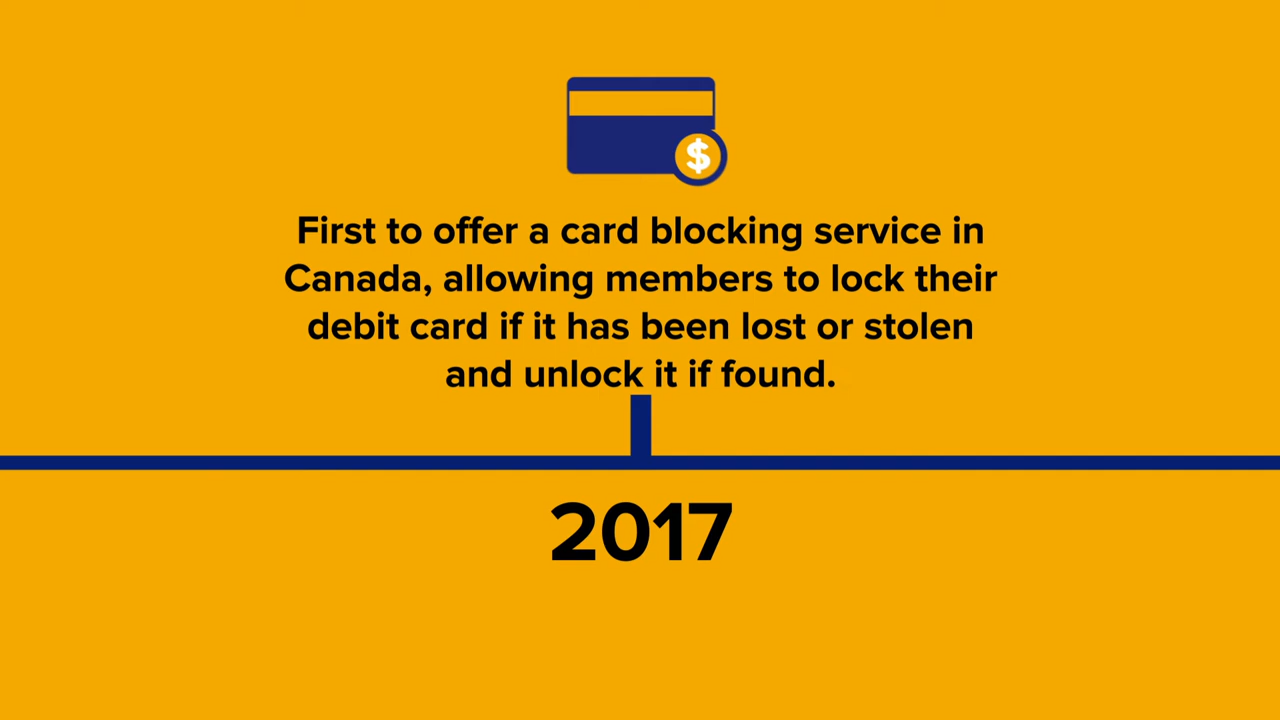 $
First to offer a card blocking service in
Canada, allowing members to lock their
debit card if it has been lost or stolen
and unlock it if found.
2017